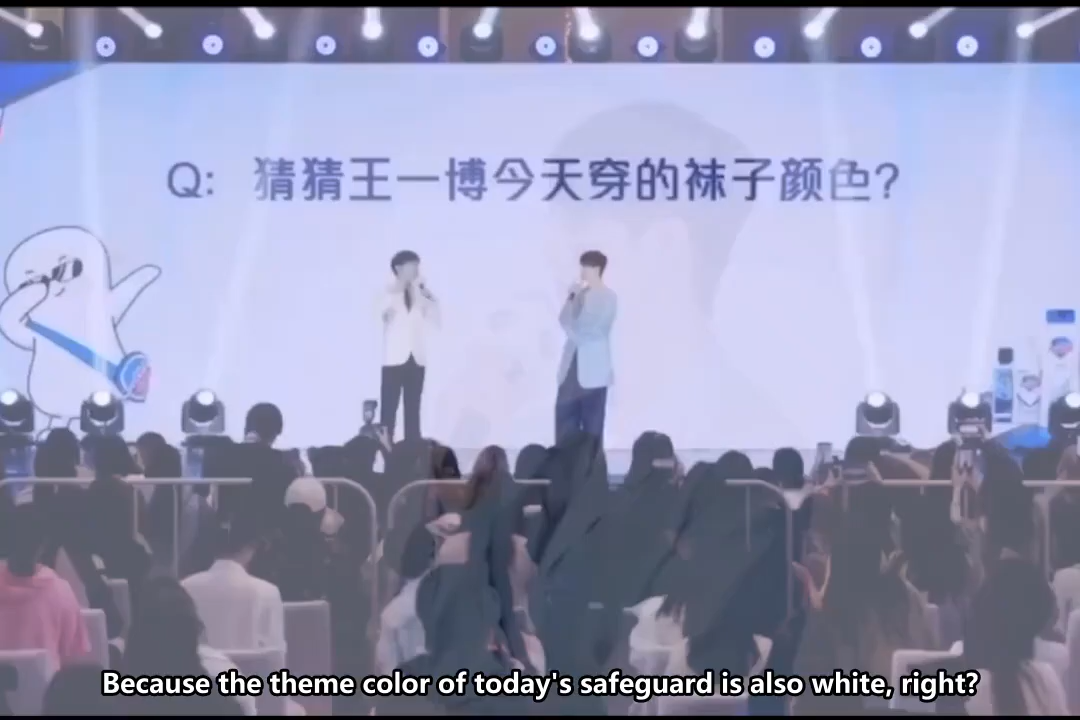 Q: 猜猜王一博今天穿的袜子颜色?
Because the theme color of today's safeguard is also white, right?